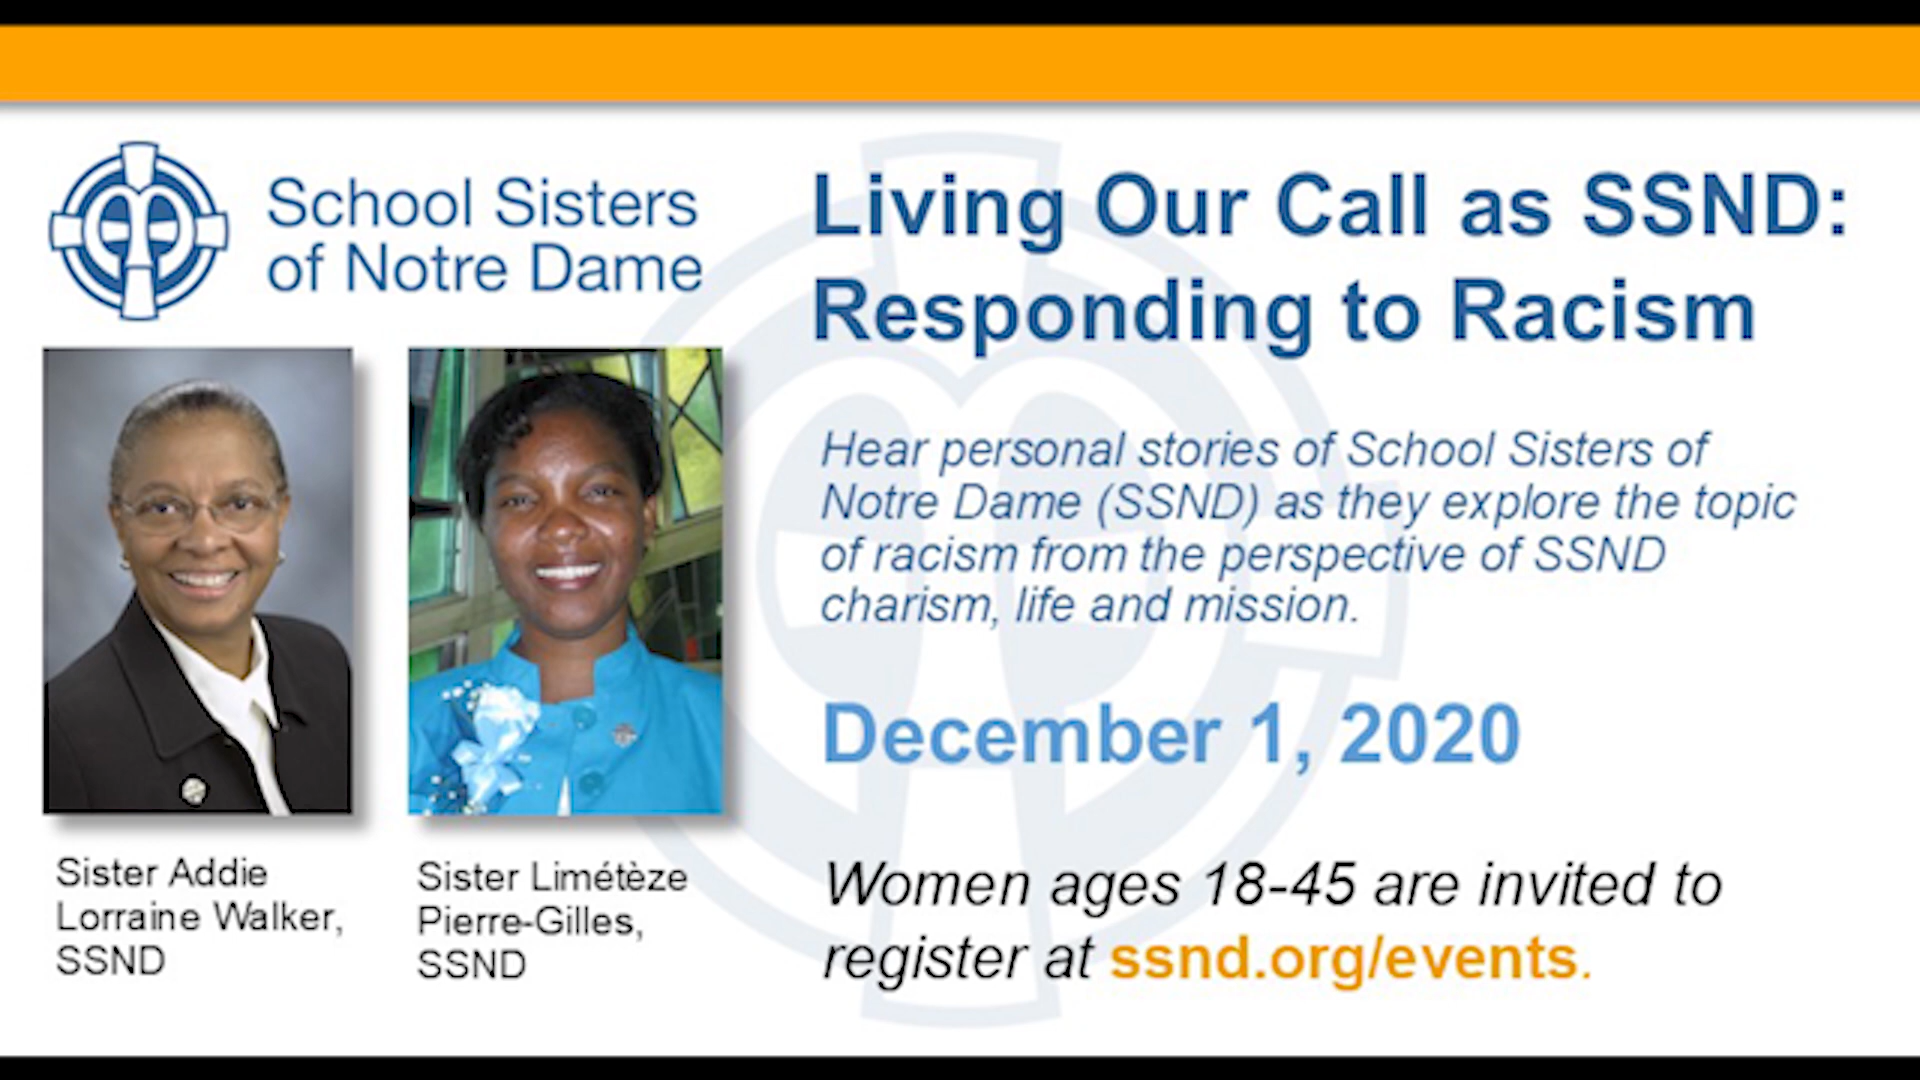 School Sisters
of Notre Dame
Sister Addie
Lorraine Walker,
SSND
Sister Limétèze
Pierre-Gilles,
SSND
Living Our Call as SSND:
Responding to Racism
Hear personal stories of School Sisters of
Notre Dame (SSND) as they explore the topic
of racism from the perspective of SSND
charism, life and mission.
December 1, 2020
Women ages 18-45 are invited to
register at ssnd.org/events.